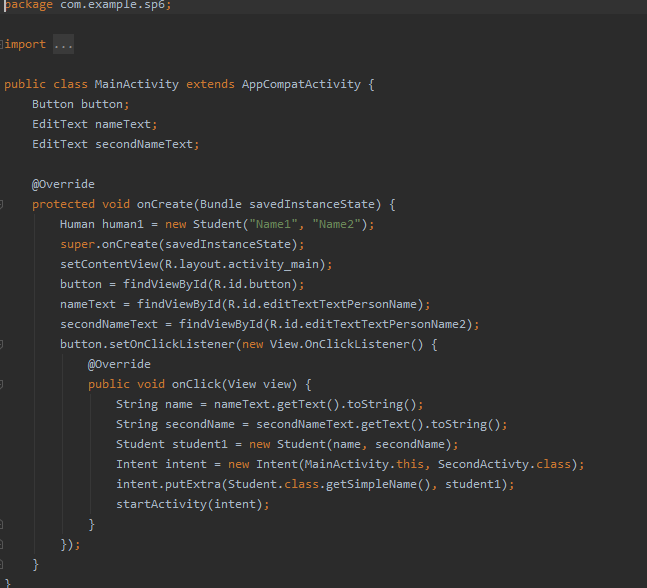 package com.example.sp6;
import ...
public class MainActivity extends AppCompatActivity {
Button button;
EditText nameText;
EditText secondNameText;
@Override
protected void onCreate(Bundle savedInstanceState) {
Human human1 = new Student("Name1", "Name2");
super.onCreate(savedInstanceState);
setContentView(R.layout.activity_main);
button = findViewById(R.id.button);
nameText = findViewById(R.id.editTextTextPersonName);
secondNameText = findViewById(R.id.editTextTextPersonName2);
button.setOnClickListener(new View.OnClickListener() {
@Override
public void onClick(View view) {
String name = nameText.getText().toString();
String secondName = secondNameText.getText().toString();
Student student1 = new Student(name, secondName);
Intent intent = new Intent(MainActivity.this, SecondActivty.class);
intent.putExtra(Student.class.getSimpleName(), student1);
startActivity(intent);
}
});
}
}